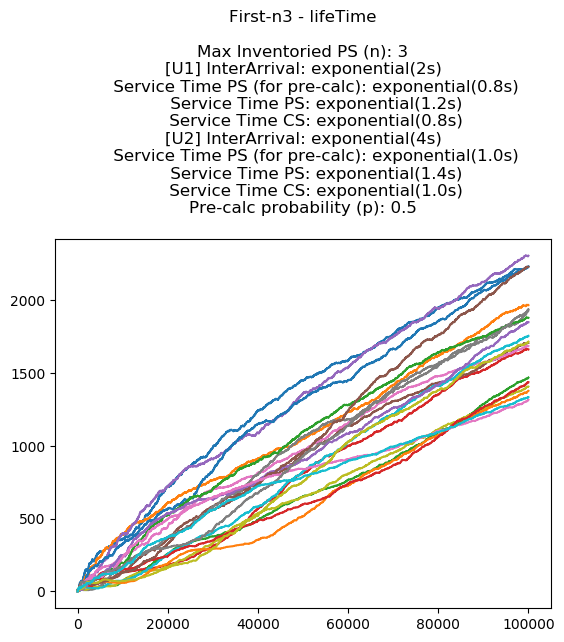 First-n3 - lifeTime
Max Inventoried PS (n): 3
[U1] InterArrival: exponential(2s)
Service Time PS (for pre-calc): exponential(0.8s)
Service Time PS: exponential(1.2s)
Service Time CS: exponential(0.8s)
[U2] InterArrival: exponential(4s)
Service Time PS (for pre-calc): exponential(1.0s)
Service Time PS: exponential(1.4s)
Service Time CS: exponential(1.0s)
Pre-calc probability (p): 0.5
2000
1500
1000
500
0
0 20000 40000 60000 80000 100000